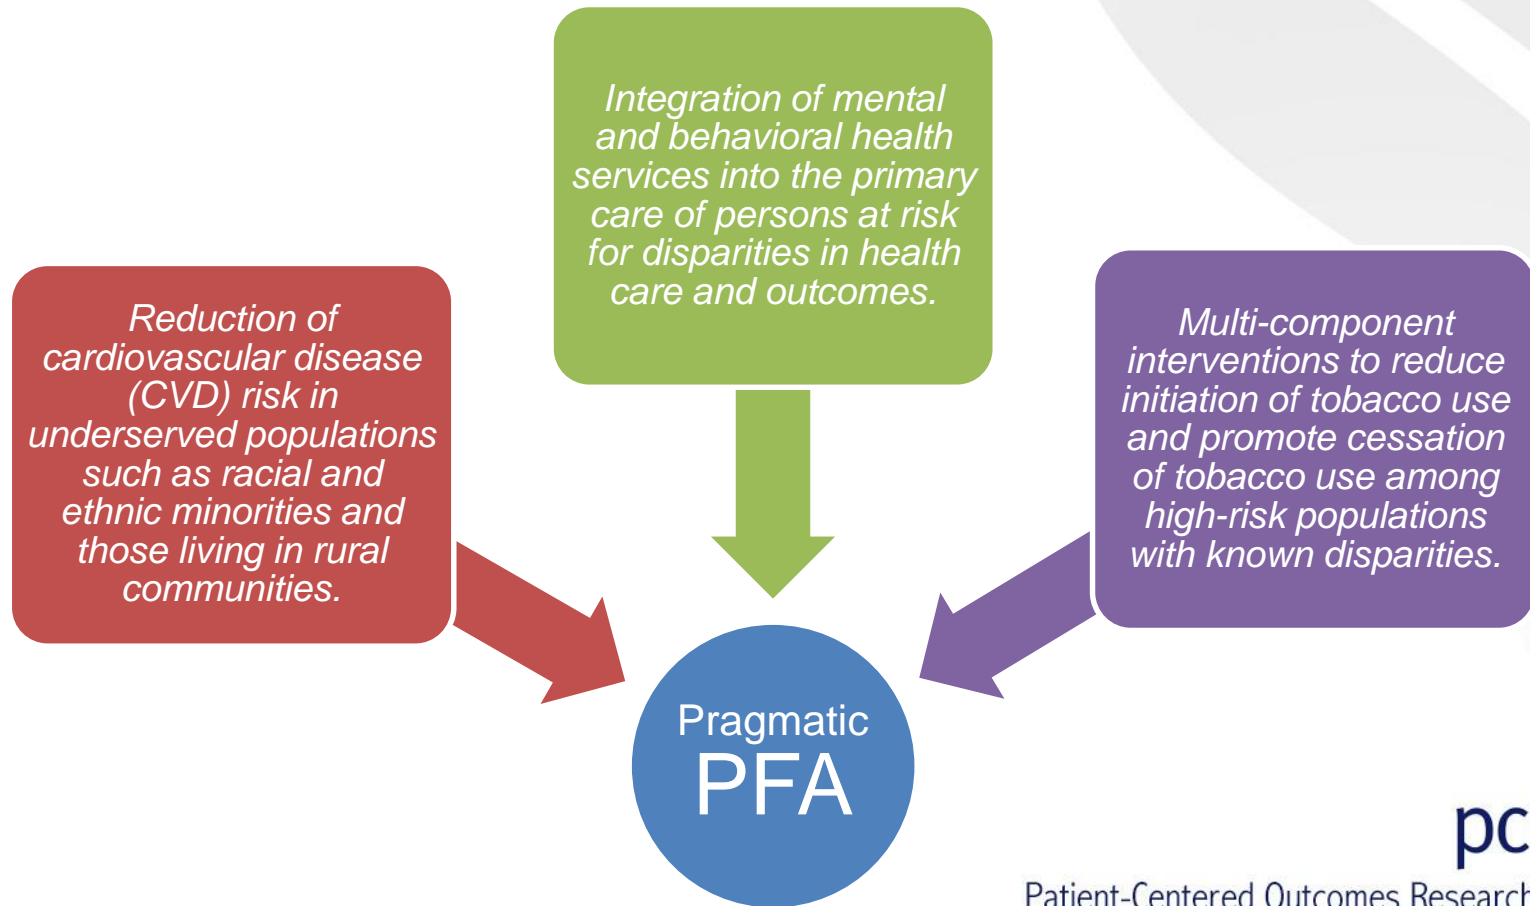 Integration of mental
and behavioral health
services into the primary
care of persons at risk
for disparities in health
care and outcomes.
Reduction of
cardiovascular disease
(CVD) risk in
underserved populations
such as racial and
ethnic minorities and
those living in rural
communities.
Multi-component
interventions to reduce
initiation of tobacco use
and promote cessation
of tobacco use among
high-risk populations
with known disparities.
Pragmatic
PFA
pc
Patient-Centered Outcomes Research